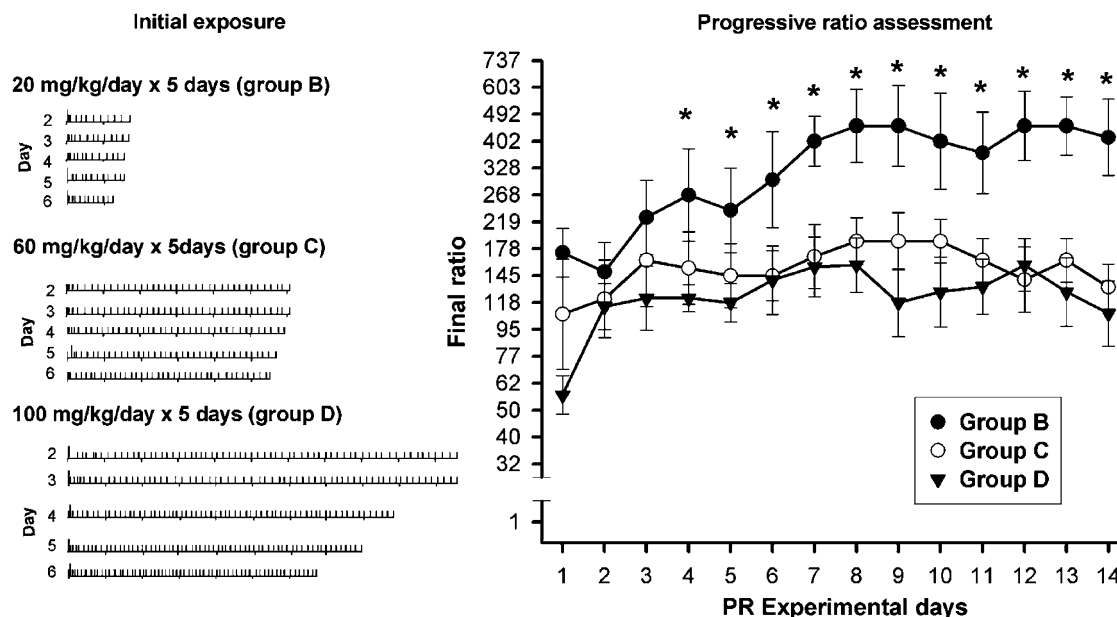 Initial exposure
20 mg/kg/day x 5 days (group B)
Day
2
3
4
5
6
60 mg/kg/day x 5days (group C)
Day
2
3
4
5
6
100 mg/kg/day x 5 days (group D)
Day
2
3
4
5
6
Progressive ratio assessment
Final ratio
737
603
492
402
328
268
219
178
145
118
95
77
62
50
40
32
1
* * * * * * * * * * *
Group B
Group C
Group D
1 2 3 4 5 6 7 8 9 10 11 12 13 14
PR Experimental days